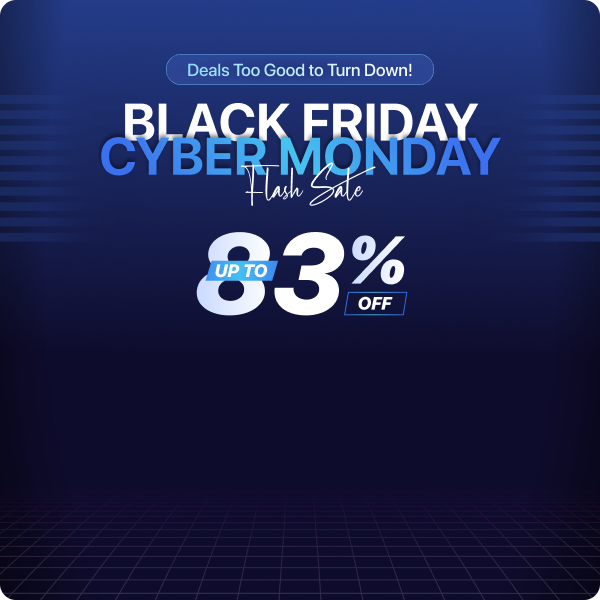 Deals Too Good to Turn Down!
BLACK FRIDAY
CYBER MONDAY
Flash Sale
UP TO
83%
OFF